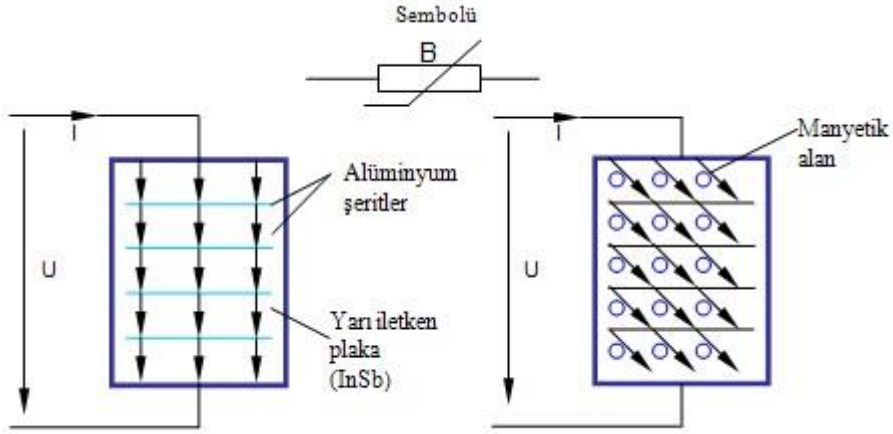 Sembolü
B
I
U
Alüminyum
şeritler
Yarı iletken
plaka
(InSb)
I
U
Manyetik
alan